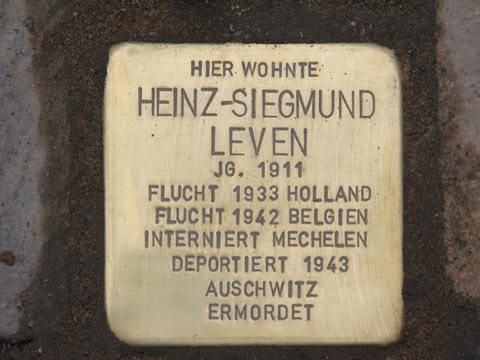 HIER WOHNTE
HEINZ-SIEGMUND
LEVEN
JG. 1911
FLUCHT 1933 HOLLAND
FLUCHT 1942 BELGIEN
INTERNIERT MECHELEN
DEPORTIERT 1943
AUSCHWITZ
ERMORDET